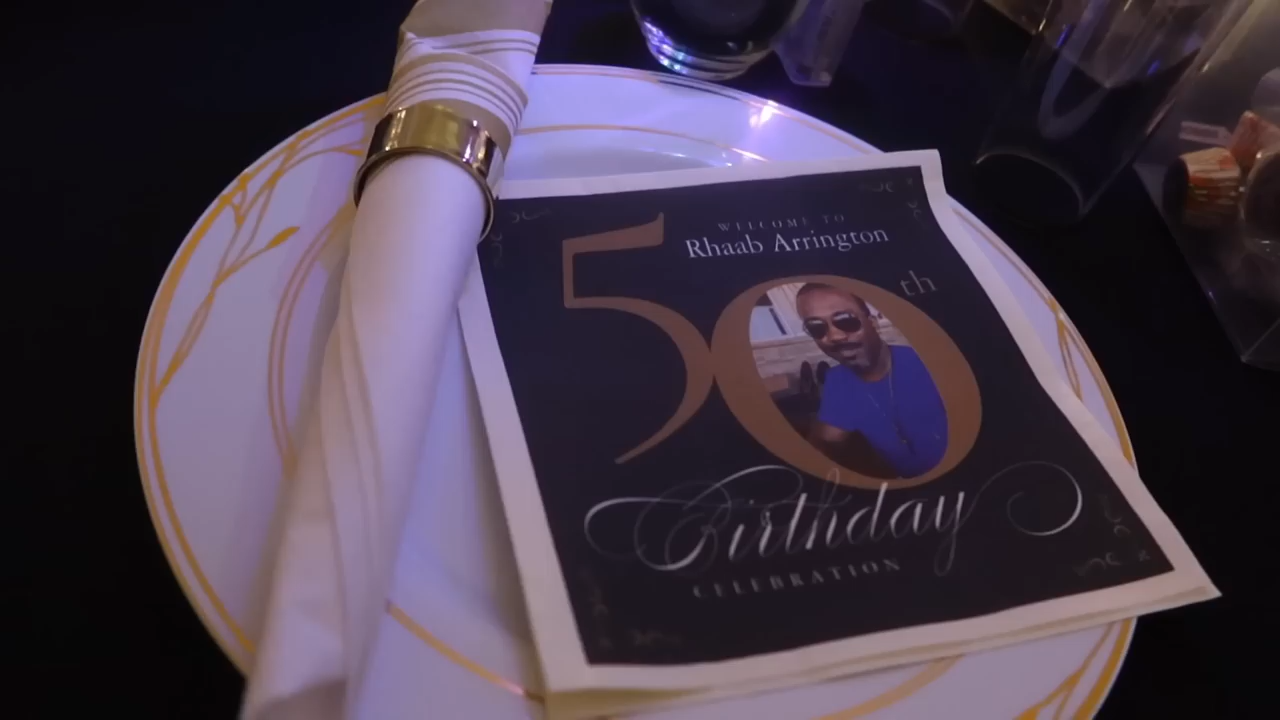 WELCOME TO
Rhaab Arrington
50th
Birthday
CELEBRATION